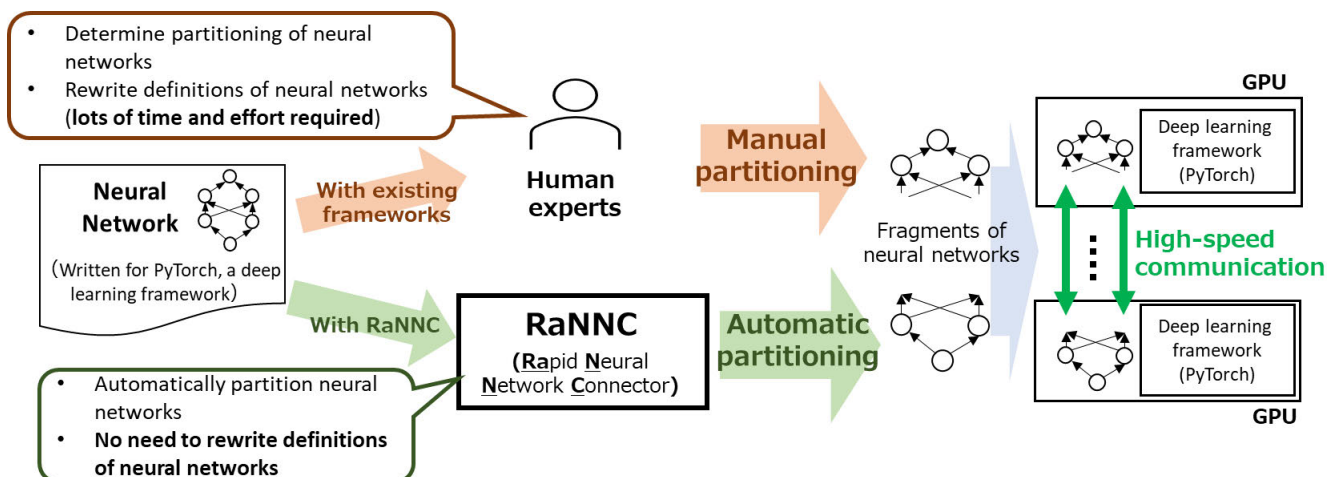 • Determine partitioning of neural
networks
• Rewrite definitions of neural networks
(lots of time and effort required)
Neural
Network
(Written for PyTorch, a deep
learning framework)
With existing
frameworks
Human
experts
Manual
partitioning
With RaNNC
RaNNC
(Rapid Neural
Network Connector)
Automatic
partitioning
• Automatically partition neural
networks
• No need to rewrite definitions
of neural networks
Fragments of
neural networks
GPU
Deep learning
framework
(PyTorch)
High-speed
communication
Deep learning
framework
(PyTorch)
GPU